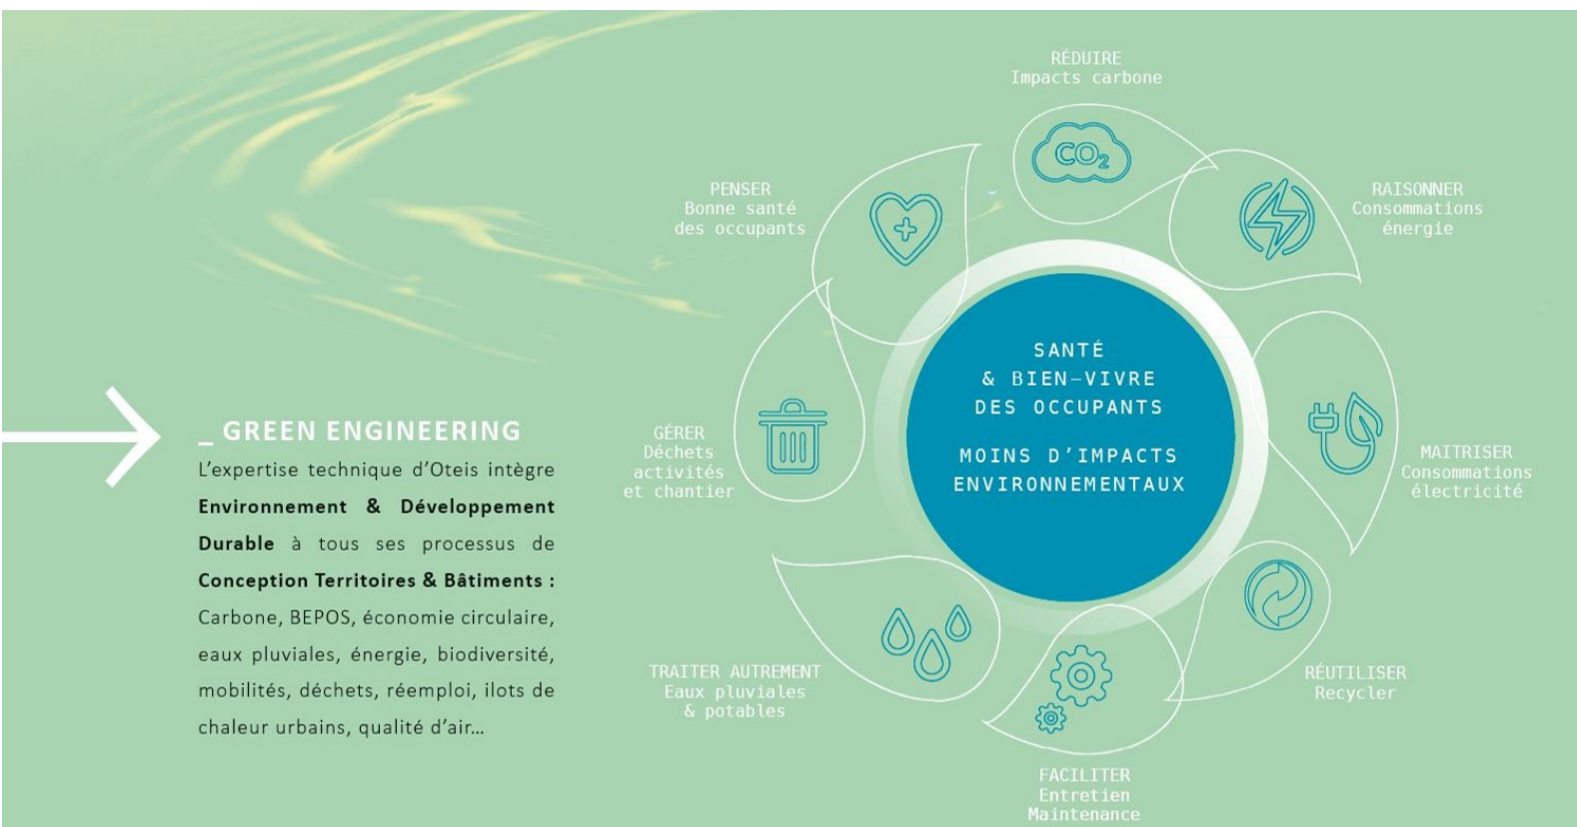 _ GREEN ENGINEERING
L’expertise technique d’Oteis intègre
Environnement & Développement
Durable à tous ses processus de
Conception Territoires & Bâtiments :
Carbone, BEPOS, économie circulaire,
eaux pluviales, énergie, biodiversité,
mobilités, déchets, réemploi, ilots de
chaleur urbains, qualité d’air…
RÉDUIRE
Impacts carbone
CO2
RAISONNER
Consommations
énergie
MAITRISER
Consommations
électricité
RÉUTILISER
Recycler
FACILITER
Entretien
Maintenance
TRAITER AUTREMENT
Eaux pluviales
& potables
GÉRER
Déchets
activités
et chantier
PENSER
Bonne santé
des occupants
SANTÉ
& BIEN-VIVRE
DES OCCUPANTS
MOINS D’IMPACTS
ENVIRONNEMENTAUX